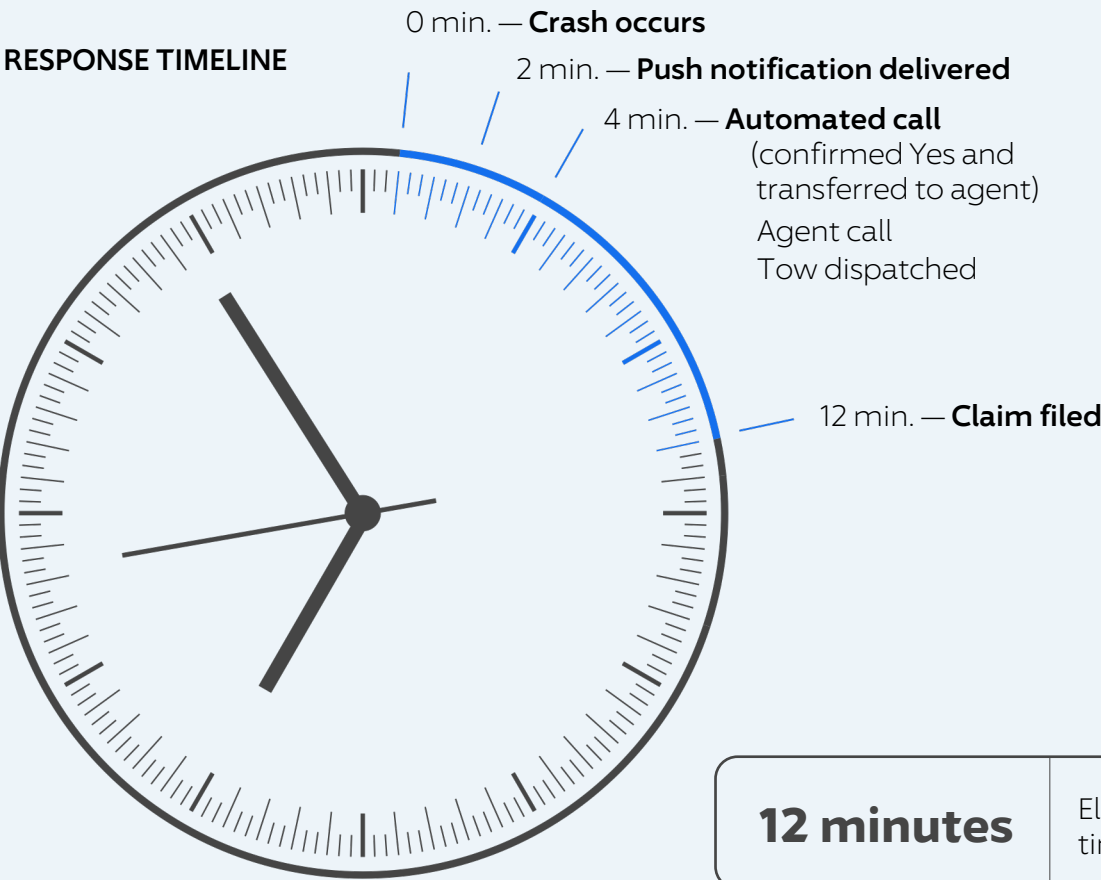 0 min. — Crash occurs
RESPONSE TIMELINE
2 min. — Push notification delivered
4 min. — Automated call
(confirmed Yes and
transferred to agent)
Agent call
Tow dispatched
12 min. — Claim filed
12 minutes